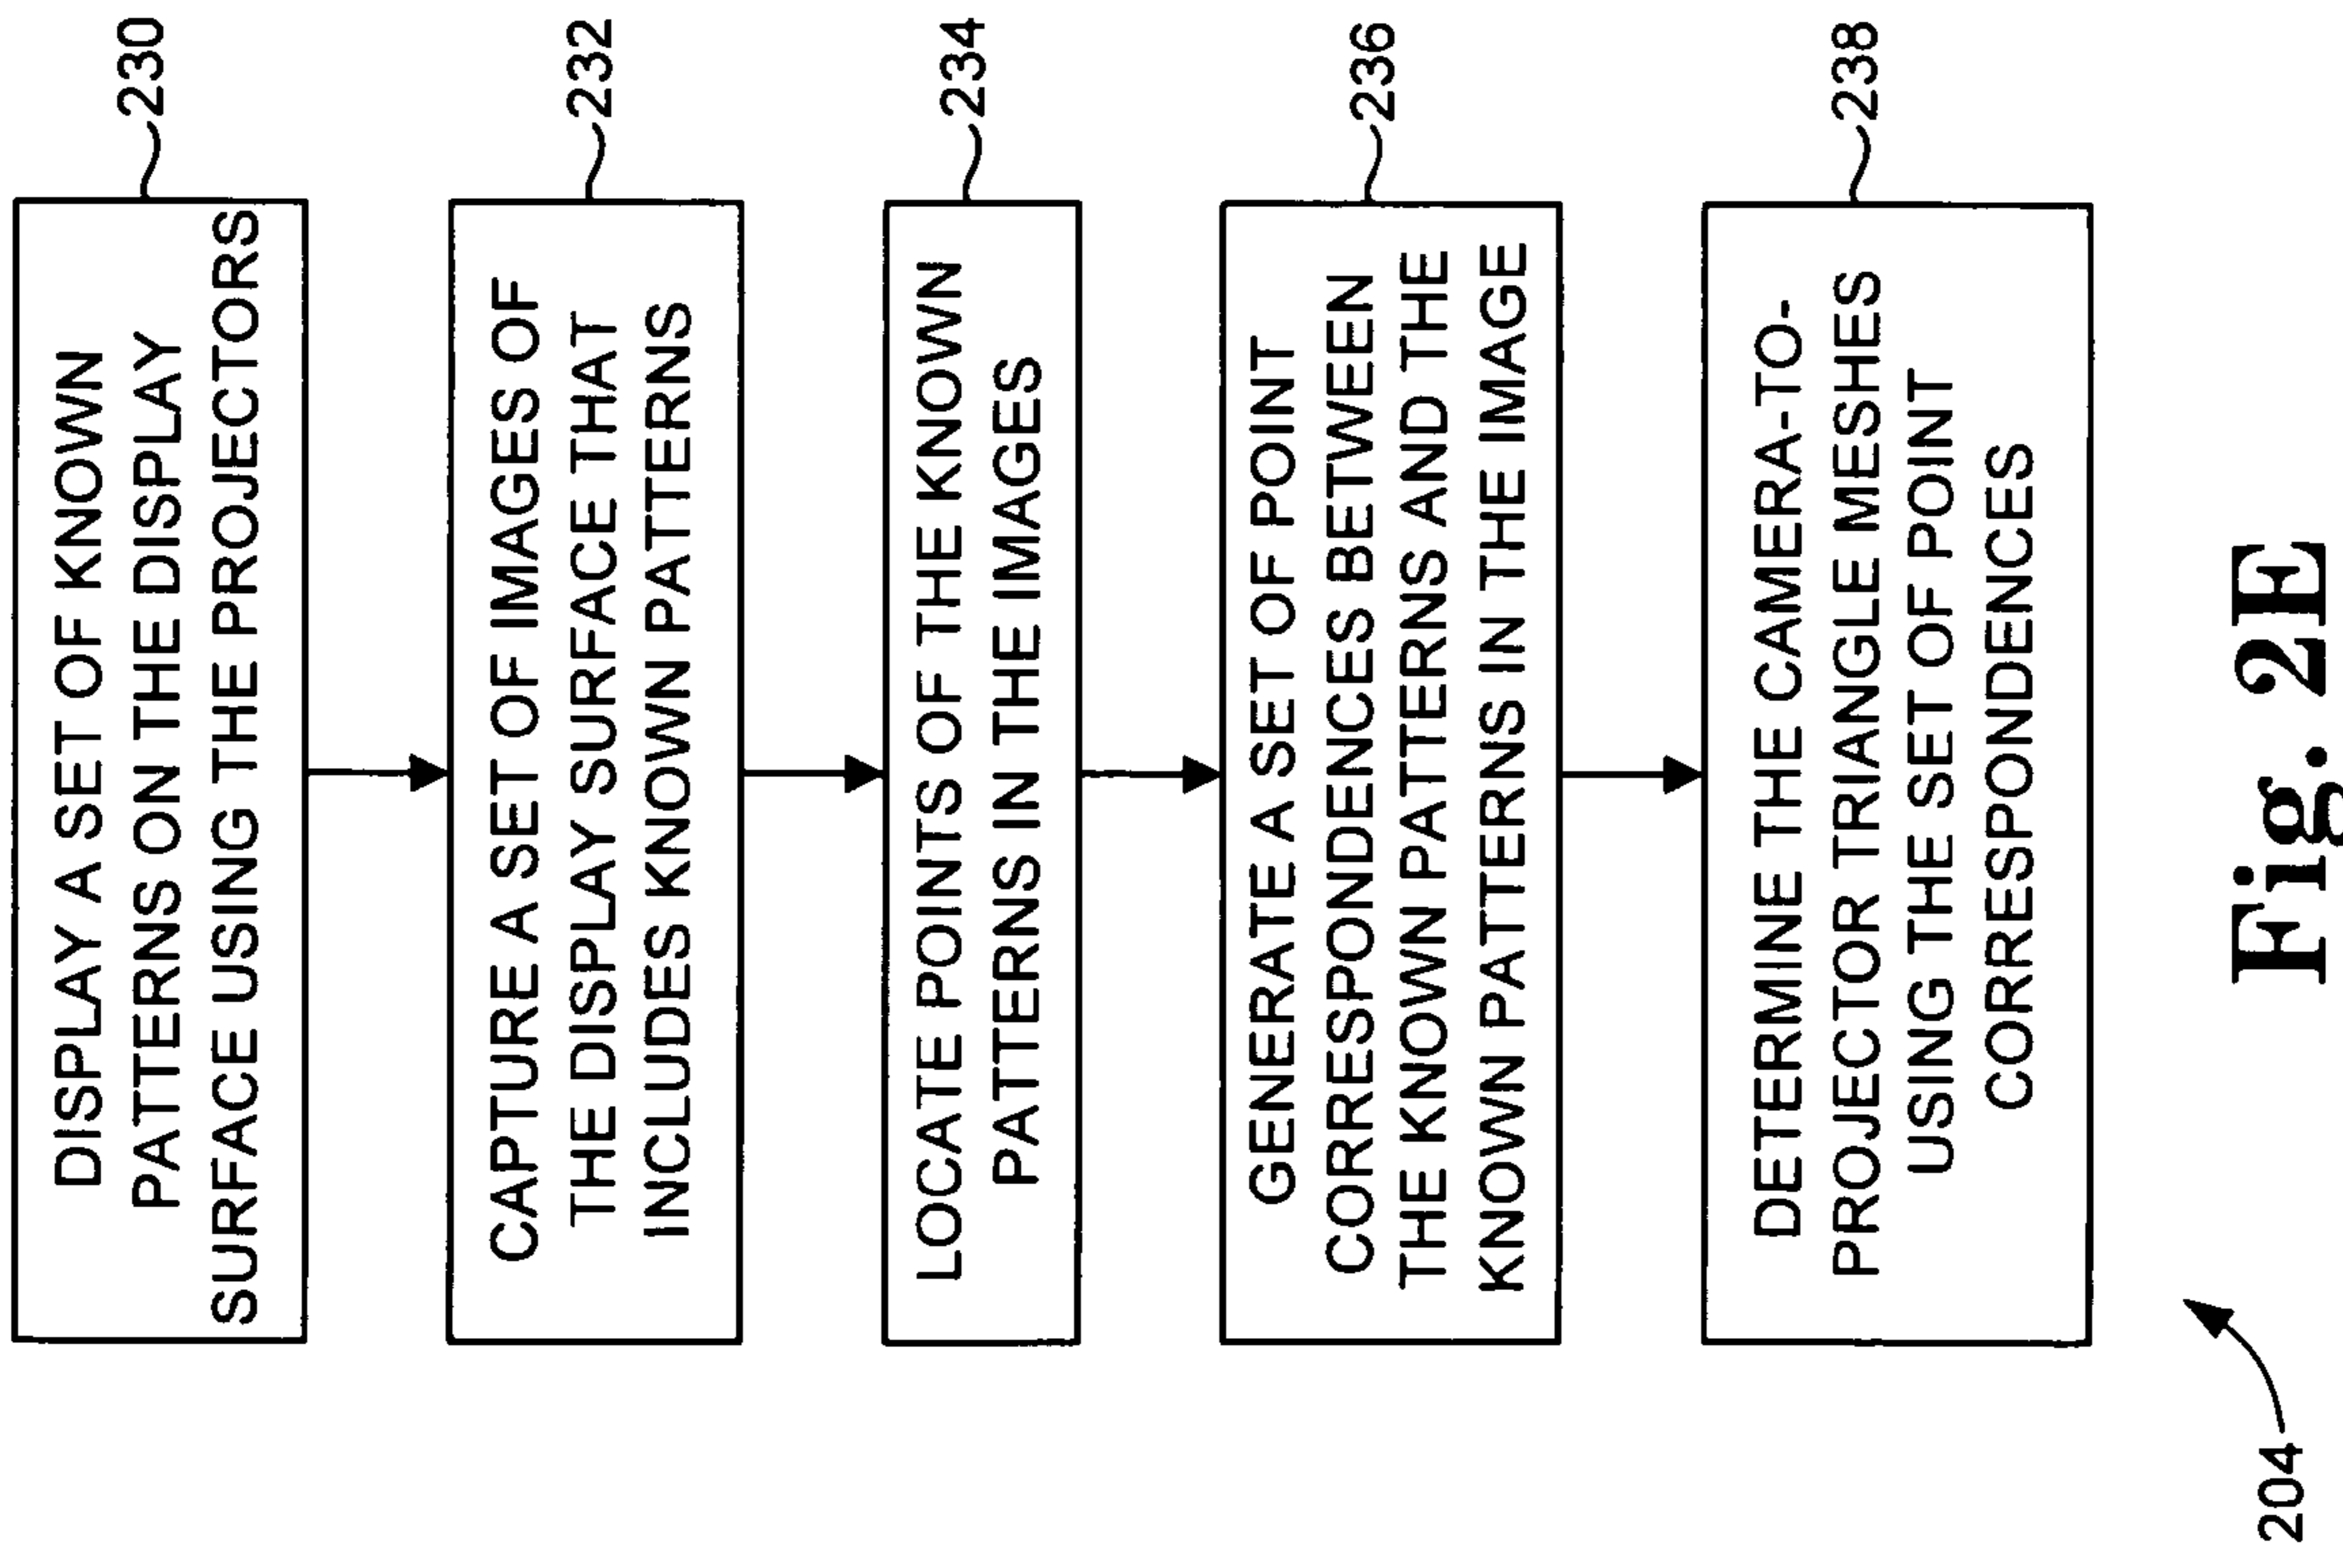 DISPLAY A SET OF KNOWN
PATTERNS ON THE DISPLAY
SURFACE USING THE PROJECTORS
230
CAPTURE A SET OF IMAGES OF
THE DISPLAY SURFACE THAT
INCLUDES KNOWN PATTERNS
232
LOCATE POINTS OF THE KNOWN
PATTERNS IN THE IMAGES
234
GENERATE A SET OF POINT
CORRESPONDENCES BETWEEN
THE KNOWN PATTERNS AND THE
KNOWN PATTERNS IN THE IMAGE
236
DETERMINE THE CAMERA-TO-
PROJECTOR TRIANGLE MESHES
USING THE SET OF POINT
CORRESPONDENCES
238
204
Fig. 2E